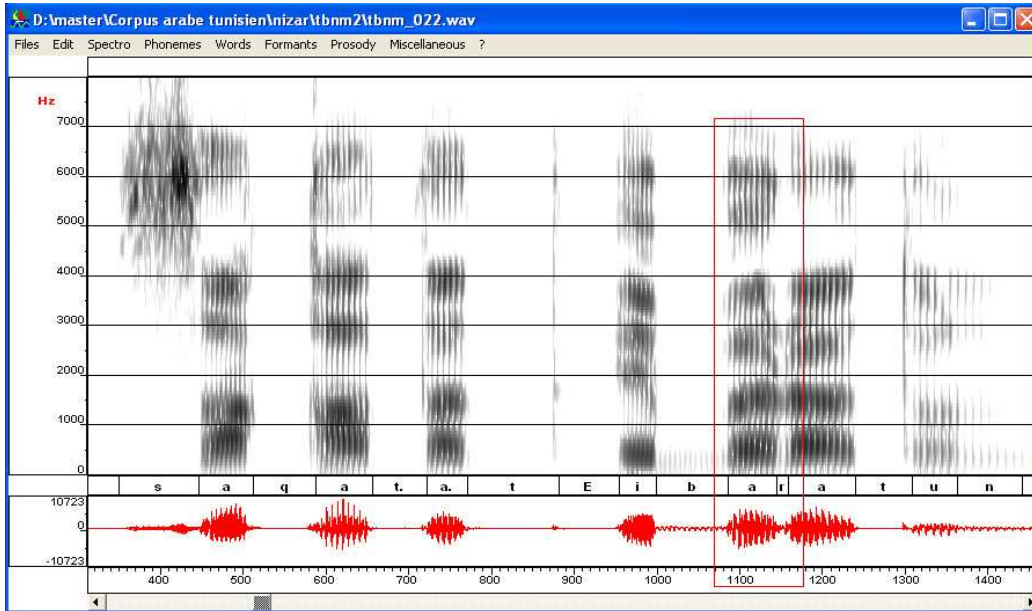 D:\master\Corpus arabe tunisien\nizar\tbnm2\tbnm_022.wav
Files Edit Spectro Phonemes Words Formants Prosody Miscellaneous ?
Hz
7000
6000
5000
4000
3000
2000
1000
0
s a q a t. a. t E i b a r a t u n
10723
0
-10723
400 500 600 700 800 900 1000 1100 1200 1300 1400